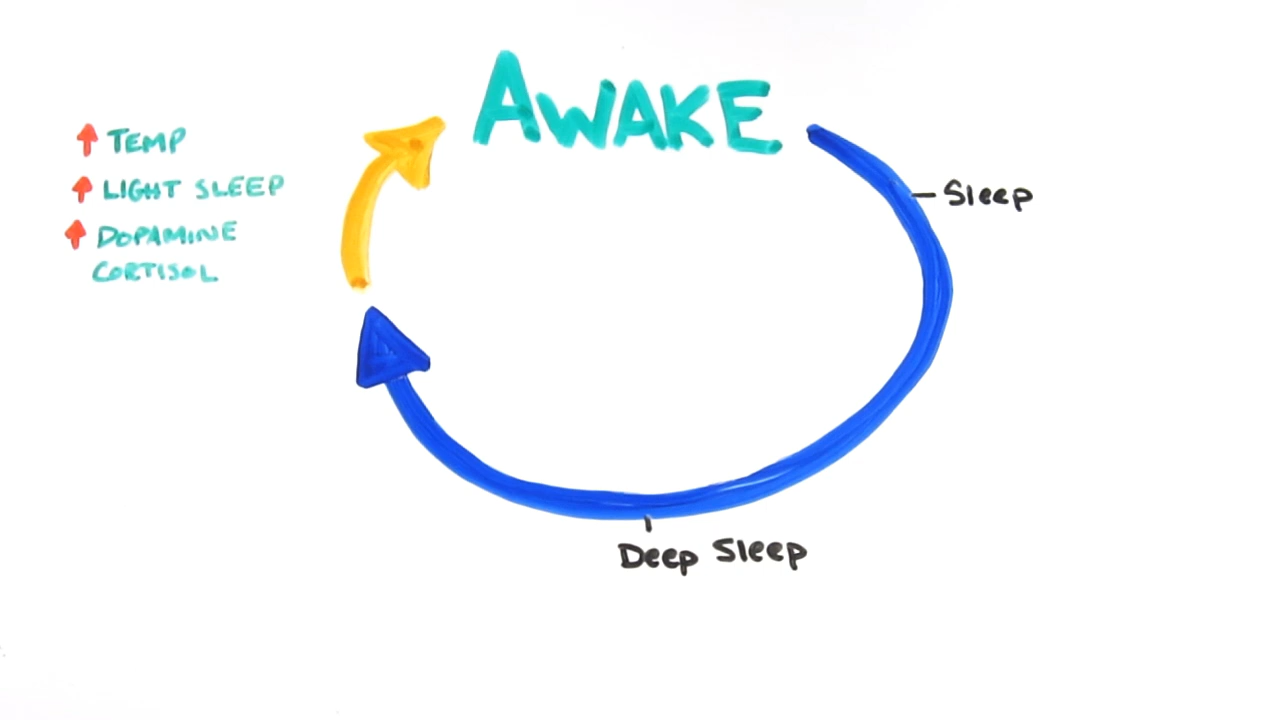 AWAKE
TEMP
LIGHT SLEEP
DOPAMINE
CORTISOL
Sleep
Deep Sleep